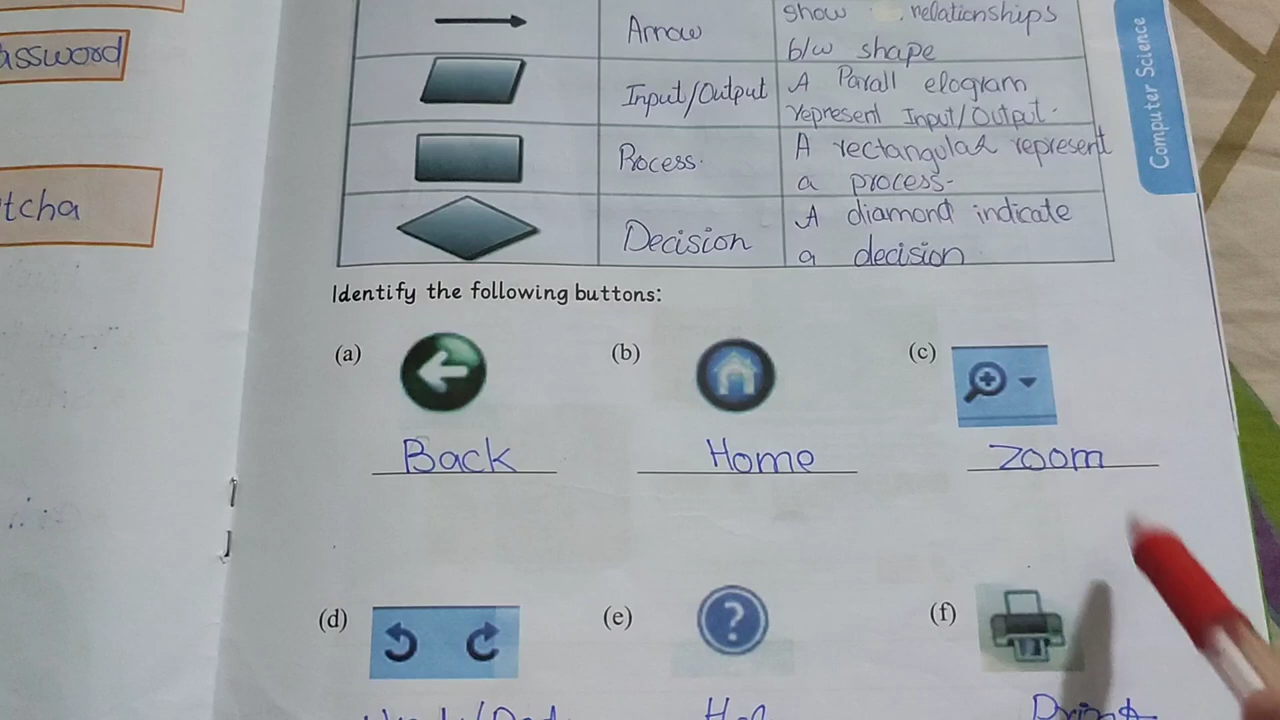 assword
tcha
Arrow
show relationships
b/w shape
Input/Output
A Parall elogram
represent Input/Output.
Process.
A rectangular represent
a process-
Decision
A diamond indicate
a decision
Computer Science
Identify the following buttons:
(a)
(b)
(c)
Back
Home
Zoom
(d)
(e)
?
(f)
Print